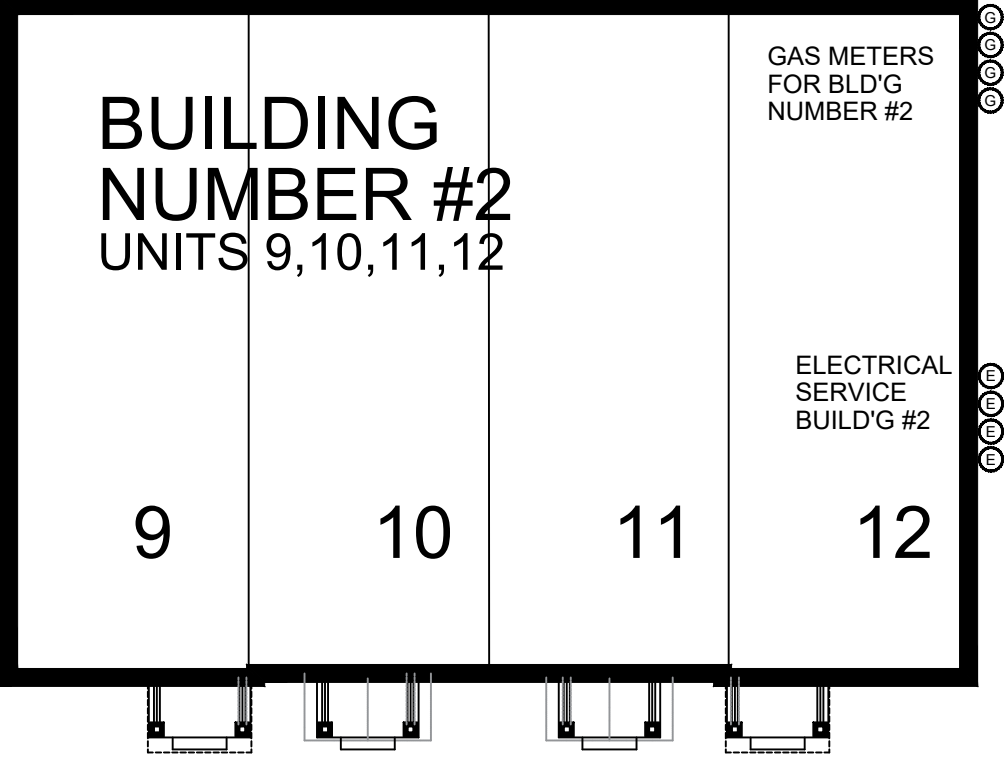 G
G
G
G
GAS METERS
FOR BLD'G
NUMBER #2
BUILDING
NUMBER #2
UNITS 9,10,11,12
ELECTRICAL
SERVICE
BUILD'G #2
E
E
E
E
9
10
11
12